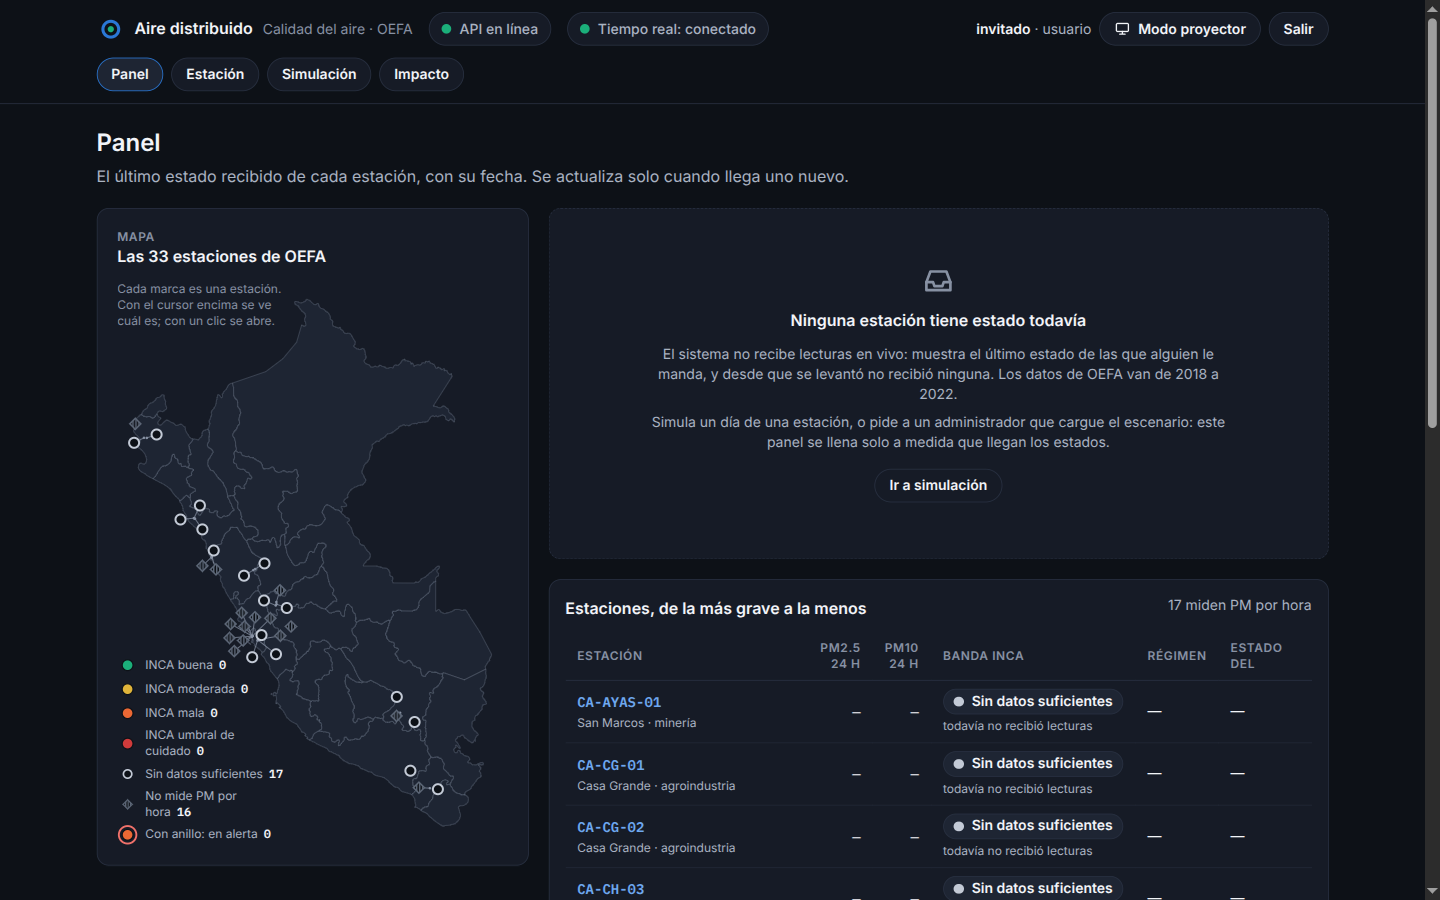 Aire distribuido Calidad del aire · OEFA API en línea Tiempo real: conectado invitado · usuario Modo proyector Salir
Panel Estación Simulación Impacto
Panel
El último estado recibido de cada estación, con su fecha. Se actualiza solo cuando llega uno nuevo.
MAPA
Las 33 estaciones de OEFA
Cada marca es una estación.
Con el cursor encima se ve
cuál es; con un clic se abre.
INCA buena 0
INCA moderada 0
INCA mala 0
INCA umbral de
cuidado 0
Sin datos suficientes 17
No mide PM por
hora 16
Con anillo: en alerta 0
Ninguna estación tiene estado todavía
El sistema no recibe lecturas en vivo: muestra el último estado de las que alguien le
manda, y desde que se levantó no recibió ninguna. Los datos de OEFA van de 2018 a
2022.
Simula un día de una estación, o pide a un administrador que cargue el escenario: este
panel se llena solo a medida que llegan los estados.
Ir a simulación
Estaciones, de la más grave a la menos 17 miden PM por hora
ESTACIÓN PM2.5 24 H PM10 24 H BANDA INCA RÉGIMEN ESTADO DEL
CA-AYAS-01 — — Sin datos suficientes — —
San Marcos · minería todavía no recibió lecturas
CA-CG-01 — — Sin datos suficientes — —
Casa Grande · agroindustria todavía no recibió lecturas
CA-CG-02 — — Sin datos suficientes — —
Casa Grande · agroindustria todavía no recibió lecturas
CA-CH-03 — — Sin datos suficientes — —